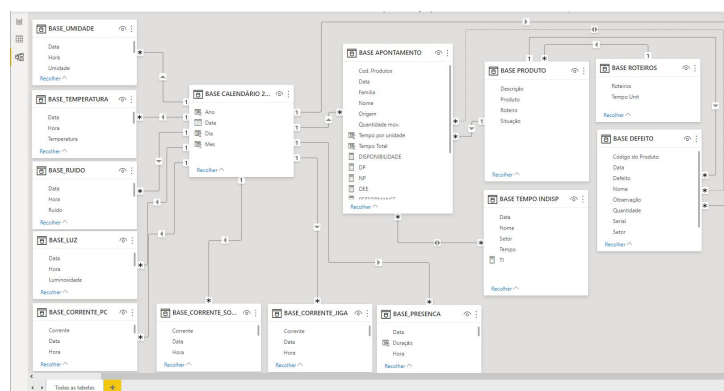 BASE_UMIDADE
Data
Hora
Umidade
Recolher
BASE_TEMPERATURA
Data
Hora
Temperatura
Recolher
BASE_RUIDO
Data
Hora
Ruido
Recolher
BASE_LUZ
Data
Hora
Luminosidade
Recolher
BASE_CORRENTE_PC
Corrente
Data
Hora
Recolher
BASE CALENDÁRIO 2...
Ano
Data
Dia
Mes
Recolher
BASE_CORRENTE_SO...
Corrente
Data
Hora
Recolher
BASE_CORRENTE_JIGA
Corrente
Data
Hora
Recolher
BASE APONTAMENTO
Cod. Produtos
Data
Familia
Nome
Origem
Quantidade mov.
Tempo por unidade
Tempo Total
DISPONIBILIDADE
DP
NP
OEE
Recolher
BASE_PRESENCA
Data
Duração
Hora
Recolher
BASE PRODUTO
Descrição
Produto
Roteiro
Situação
BASE TEMPO INDISP
Data
Nome
Setor
Tempo
TI
Recolher
BASE ROTEIROS
Roteiros
Tempo Unit
Recolher
BASE DEFEITO
Código do Produto
Data
Defeito
Nome
Observação
Quantidade
Serial
Setor
Recolher
Todas as tabelas